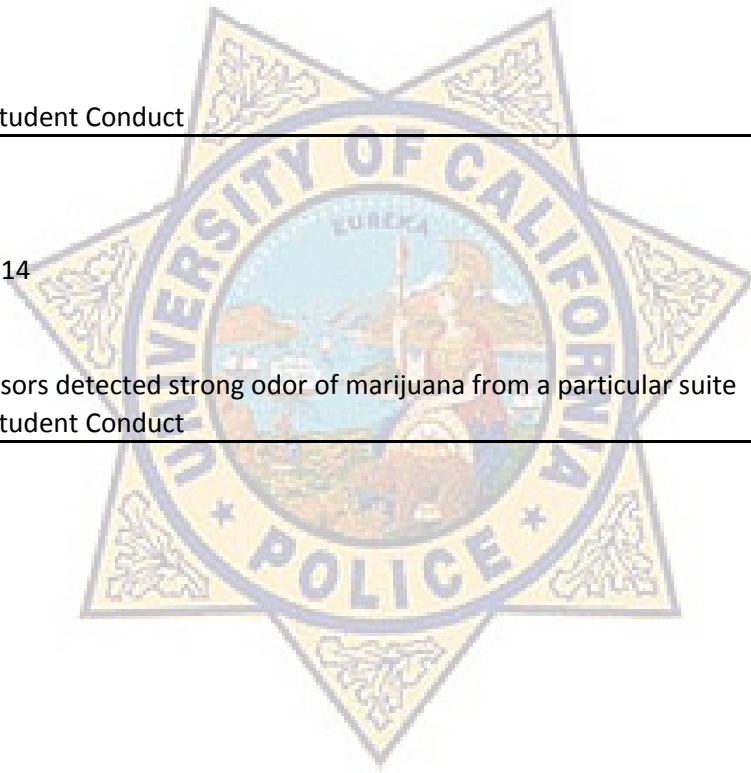 tudent Conduct
14
sors detected strong odor of marijuana from a particular suite
tudent Conduct
UNIVERSITY OF CALIFORNIA
EUREKA
POLICE